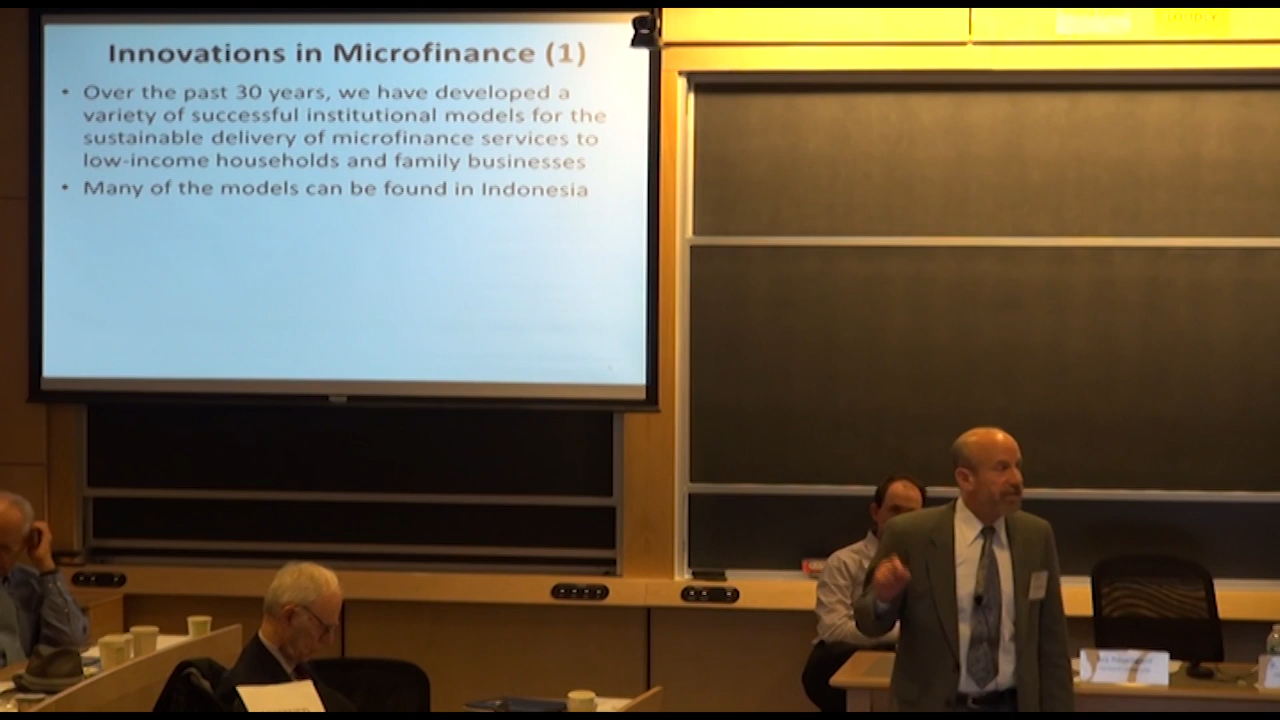 Innovations in Microfinance (1)
• Over the past 30 years, we have developed a
variety of successful institutional models for the
sustainable delivery of microfinance services to
low-income households and family businesses
• Many of the models can be found in Indonesia